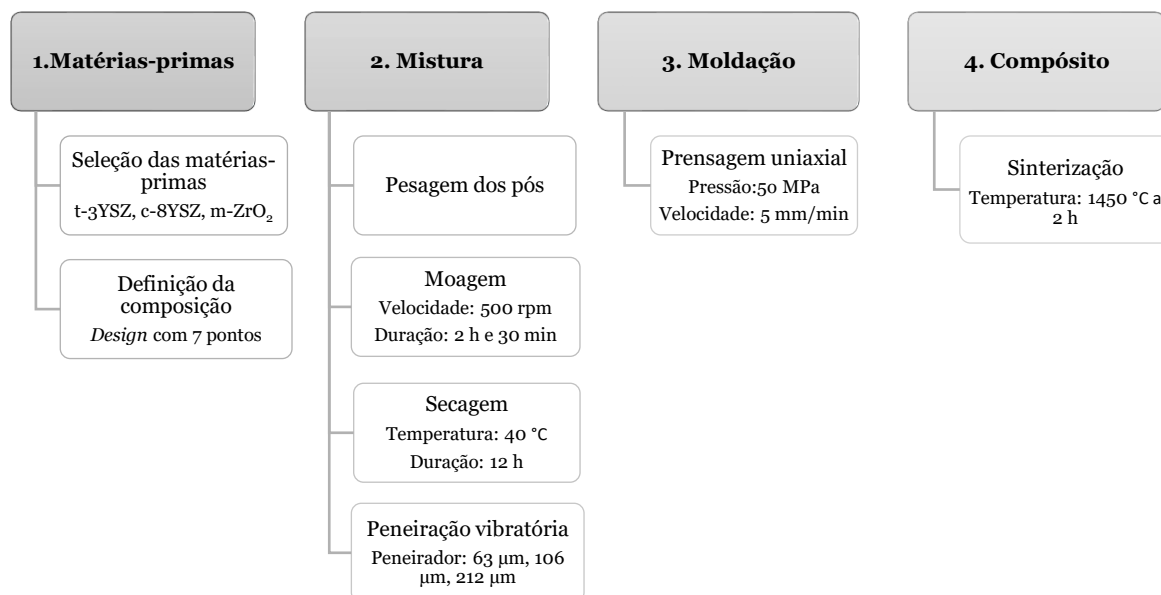 1.Matérias-primas
Seleção das matérias-
primas
t-3YSZ, c-8YSZ, m-ZrO₂
Definição da
composição
Design com 7 pontos
2. Mistura
Pesagem dos pós
Moagem
Velocidade: 500 rpm
Duração: 2 h e 30 min
Secagem
Temperatura: 40 °C
Duração: 12 h
Peneiração vibratória
Peneirador: 63 µm, 106
µm, 212 µm
3. Moldação
Prensagem uniaxial
Pressão:50 MPa
Velocidade: 5 mm/min
4. Compósito
Sinterização
Temperatura: 1450 °C a
2 h